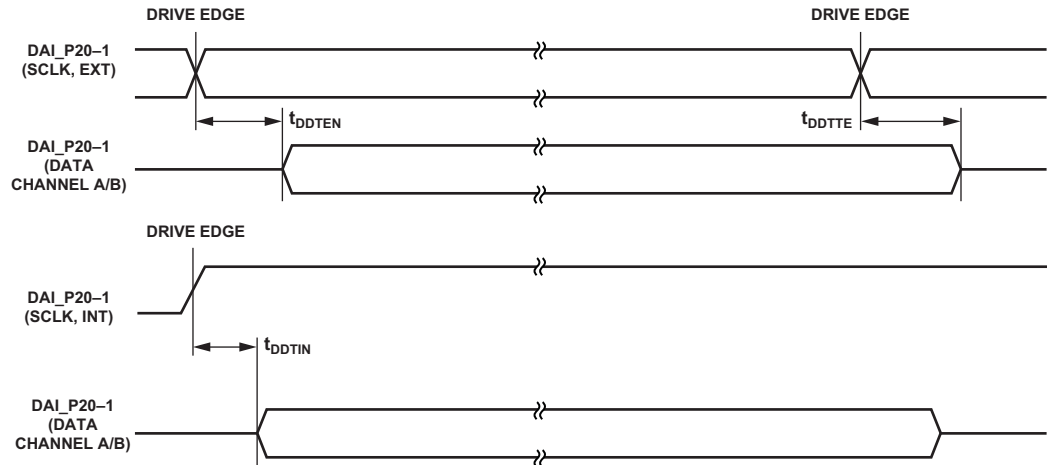 DRIVE EDGE
DRIVE EDGE
DAI_P20–1
(SCLK, EXT)
tDDTEN
tDDTTE
DAI_P20–1
(DATA
CHANNEL A/B)
DRIVE EDGE
DAI_P20–1
(SCLK, INT)
tDDTIN
DAI_P20–1
(DATA
CHANNEL A/B)